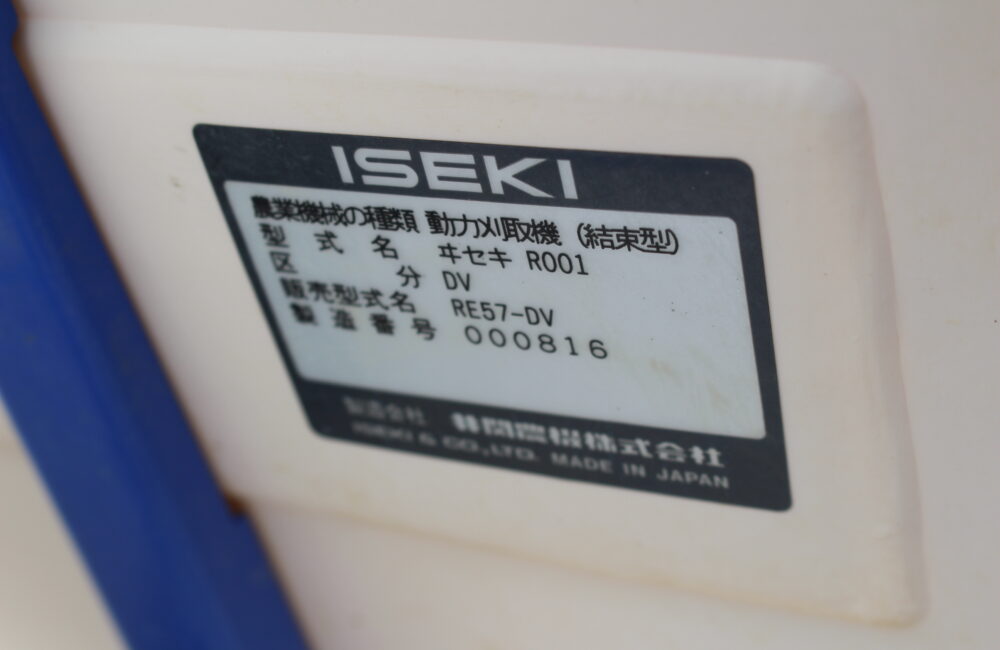 ISEKI
農業機械の種類 動力刈取機 (結束型)
型式名 ヰセキ R001
区分 DV
販売型式名 RE57-DV
製造番号 000816
製造会社 井関農機株式会社
ISEKI & CO.,LTD. MADE IN JAPAN